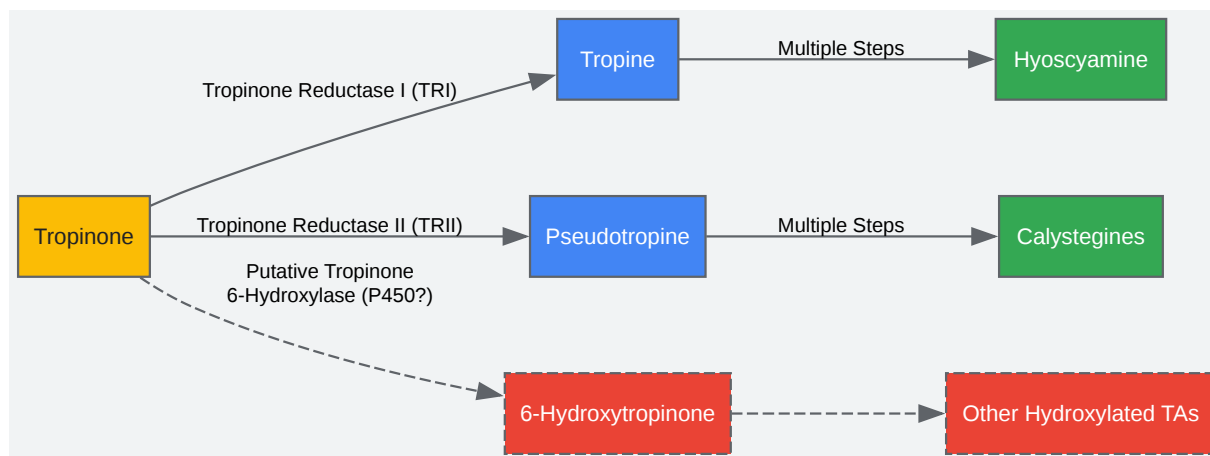 Tropine
Multiple Steps
Hyoscyamine
Tropinone Reductase I (TRI)
Tropinone
Tropinone Reductase II (TRII)
Pseudotropine
Multiple Steps
Calystegines
Putative Tropinone
6-Hydroxylase (P450?)
6-Hydroxytropinone
Other Hydroxylated TAs